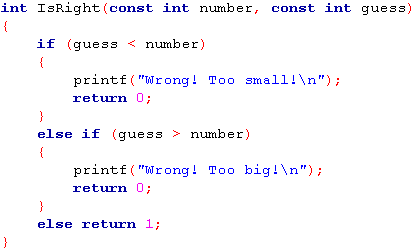 int IsRight(const int number, const int guess)
{
    if (guess < number)
    {
        printf("Wrong! Too small!\n");
        return 0;
    }
    else if (guess > number)
    {
        printf("Wrong! Too big!\n");
        return 0;
    }
    else return 1;
}